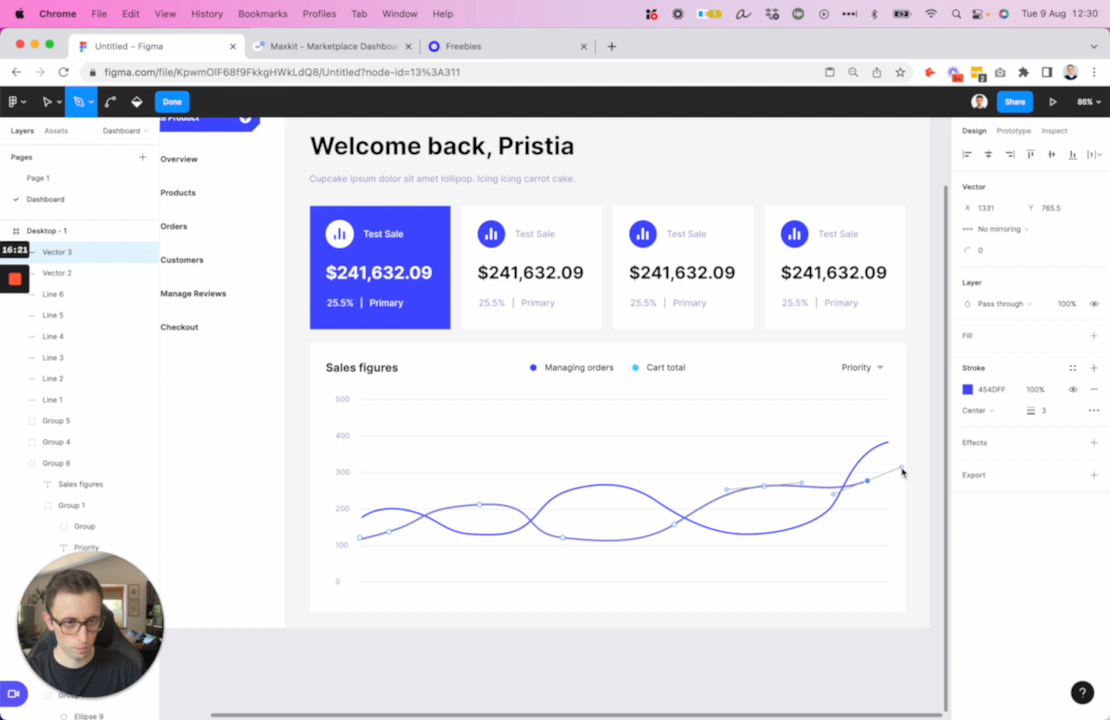 Chrome File Edit View History Bookmarks Profiles Tab Window Help Tue 9 Aug 12:30
Untitled – Figma
Maxkit - Marketplace Dashboa
Freebies
figma.com/file/KpwmOlF68f9FkkgHWkLdQ8/Untitled?node-id=13%3A311
Done
Share
86%
Layers Assets Dashboard
Pages
Page 1
Dashboard
Desktop - 1
16:21
Vector 3
Vector 2
Line 6
Line 5
Line 4
Line 3
Line 2
Line 1
Group 5
Group 4
Group 6
Sales figures
Group 1
Group
Priority
Ellipse 9
e Product
Overview
Products
Orders
Customers
Manage Reviews
Checkout
Welcome back, Pristia
Cupcake ipsum dolor sit amet lollipop. Icing icing carrot cake.
Test Sale
$241,632.09
25.5% | Primary
Test Sale
$241,632.09
25.5% | Primary
Test Sale
$241,632.09
25.5% | Primary
Test Sale
$241,632.09
25.5% | Primary
Sales figures
Managing orders
Cart total
Priority
500
400
300
200
100
0
Design Prototype Inspect
Vector
X 1331 Y 765.5
No mirroring
0
Layer
Pass through 100%
Fill
Stroke
454DFF 100%
Center 3
Effects
Export
?